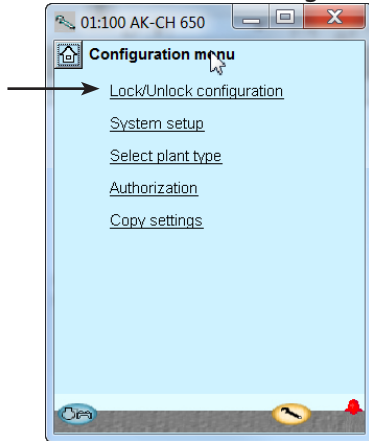 01:100 AK-CH 650
Configuration menu
Lock/Unlock configuration
System setup
Select plant type
Authorization
Copy settings